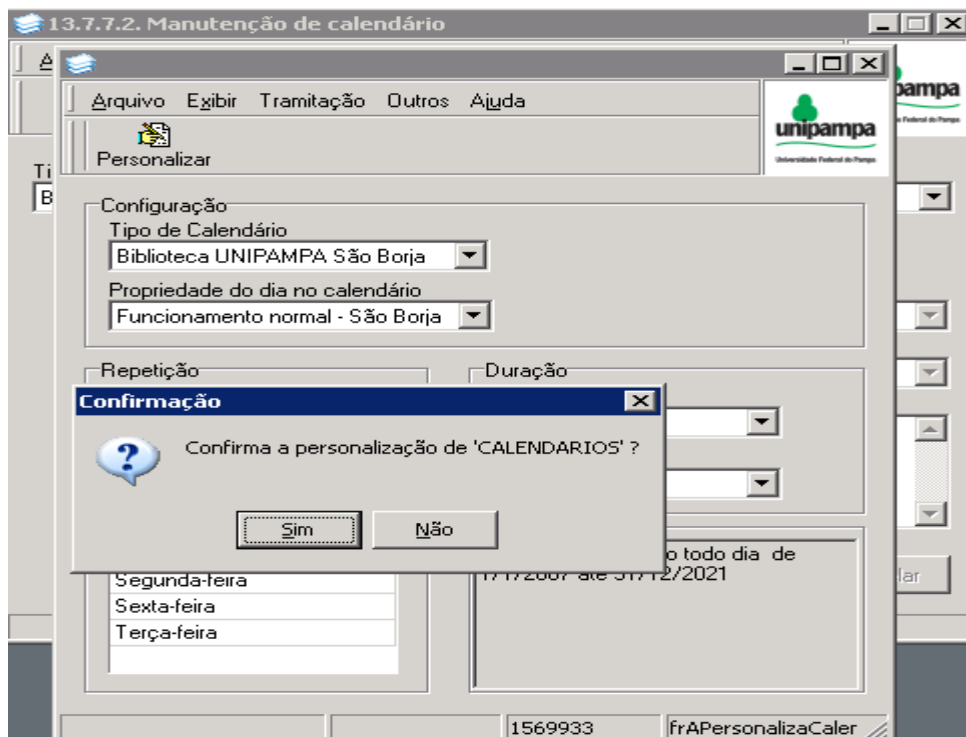 13.7.7.2. Manutenção de calendário
A
Arquivo Exibir Tramitação Outros Ajuda
Personalizar
unipampa
Universidade Federal do Pampa
pampa
Ti
B
Configuração
Tipo de Calendário
Biblioteca UNIPAMPA São Borja
Propriedade do dia no calendário
Funcionamento normal - São Borja
Repetição
Duração
Confirmação
Confirma a personalização de 'CALENDARIOS' ?
Sim
Não
o todo dia de
1/1/2007 até 31/12/2021
Segunda-feira
Sexta-feira
Terça-feira
lar
1569933
frAPersonalizaCaler